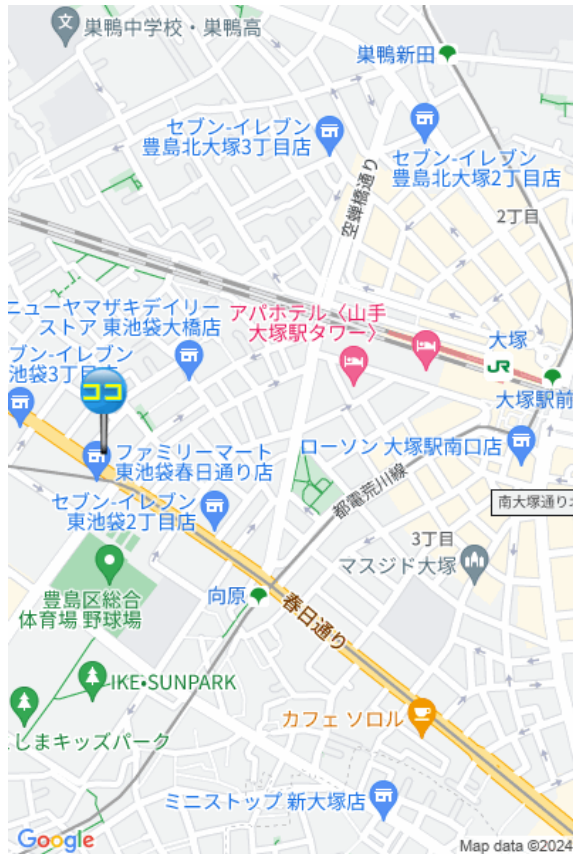 巣鴨中学校・巣鴨高
巣鴨新田
セブン-イレブン
豊島北大塚3丁目店
セブン-イレブン
豊島北大塚2丁目店
空蝉橋通り
2丁目
ニューヤマザキデイリー
ストア 東池袋大橋店
アパホテル〈山手
大塚駅タワー〉
大塚
JR
大塚駅前
ブン-イレブン
池袋3丁目
ココ
ファミリーマート
東池袋春日通り店
ローソン 大塚駅南口店
セブン-イレブン
東池袋2丁目店
都電荒川線
南大塚通り
3丁目
マスジド大塚
豊島区総合
体育場 野球場
向原
春日通り
IKE•SUNPARK
しまキッズパーク
カフェ ソロル
ミニストップ 新大塚店
Google
Map data ©2024